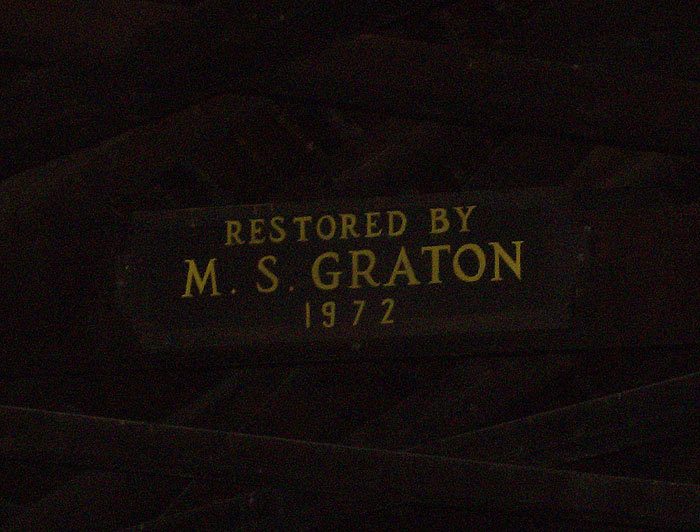 RESTORED BY
M. S. GRATON
1972